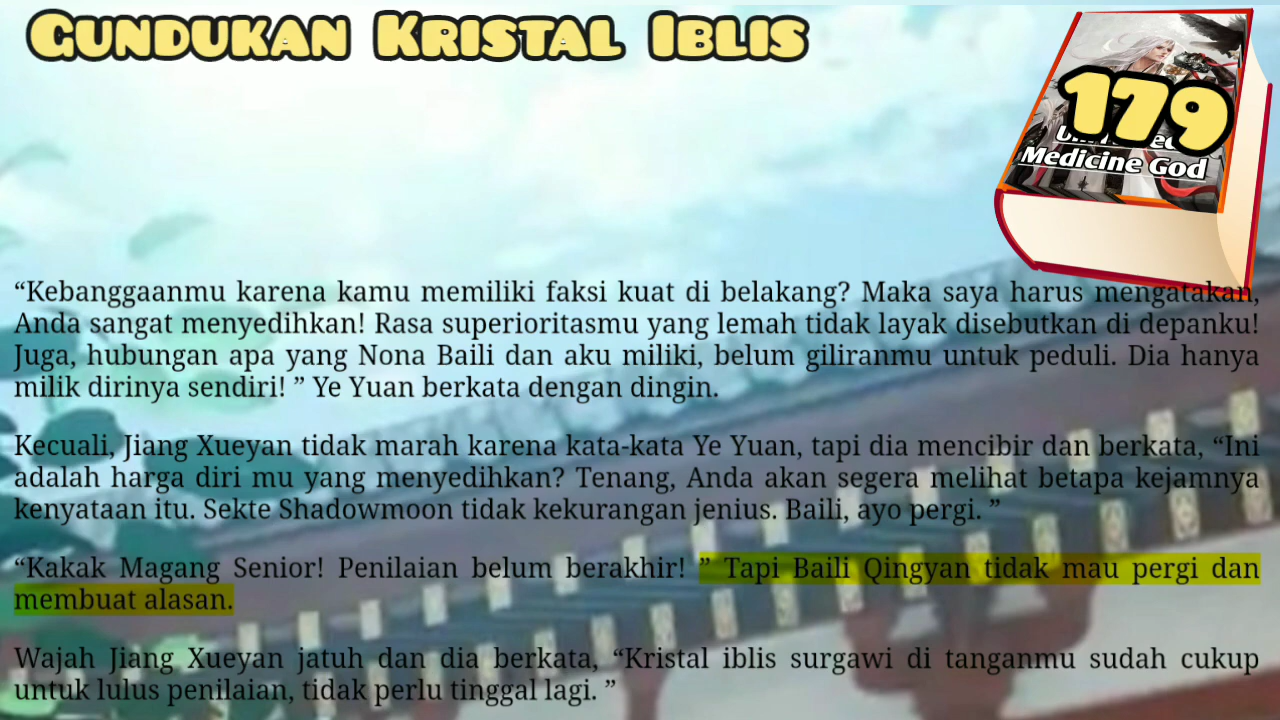 Gundukan Kristal Iblis
179
Medicine God
“Kebanggaanmu karena kamu memiliki faksi kuat di belakang? Maka saya harus mengatakan,
Anda sangat menyedihkan! Rasa superioritasmu yang lemah tidak layak disebutkan di depanku!
Juga, hubungan apa yang Nona Baili dan aku miliki, belum giliranmu untuk peduli. Dia hanya
milik dirinya sendiri! ” Ye Yuan berkata dengan dingin.
Kecuali, Jiang Xueyan tidak marah karena kata-kata Ye Yuan, tapi dia mencibir dan berkata, “Ini
adalah harga diri mu yang menyedihkan? Tenang, Anda akan segera melihat betapa kejamnya
kenyataan itu. Sekte Shadowmoon tidak kekurangan jenius. Baili, ayo pergi. ”
“Kakak Magang Senior! Penilaian belum berakhir! ” Tapi Baili Qingyan tidak mau pergi dan
membuat alasan.
Wajah Jiang Xueyan jatuh dan dia berkata, “Kristal iblis surgawi di tanganmu sudah cukup
untuk lulus penilaian, tidak perlu tinggal lagi. ”